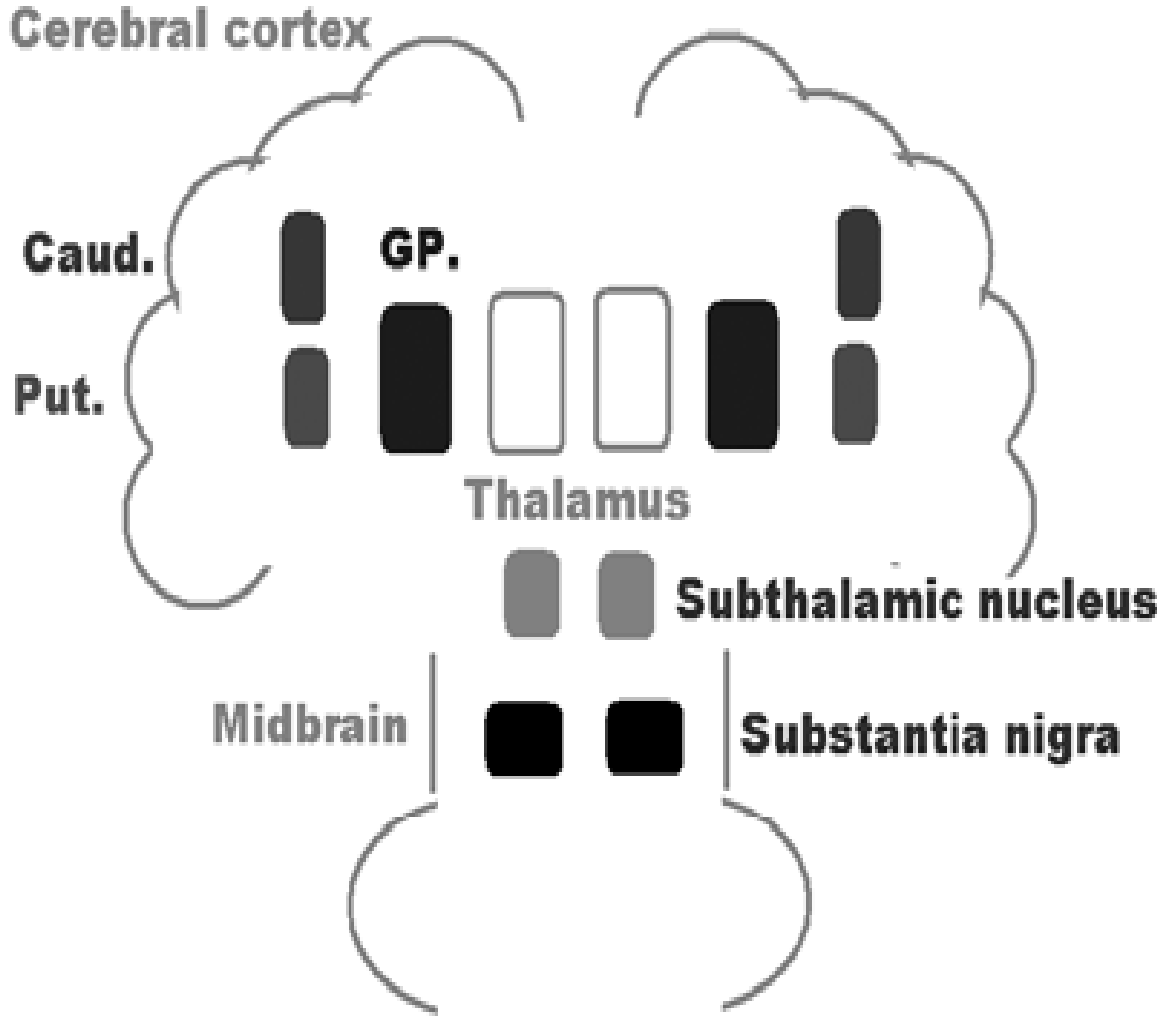 Cerebral cortex
Caud.
GP.
Put.
Thalamus
Subthalamic nucleus
Midbrain
Substantia nigra